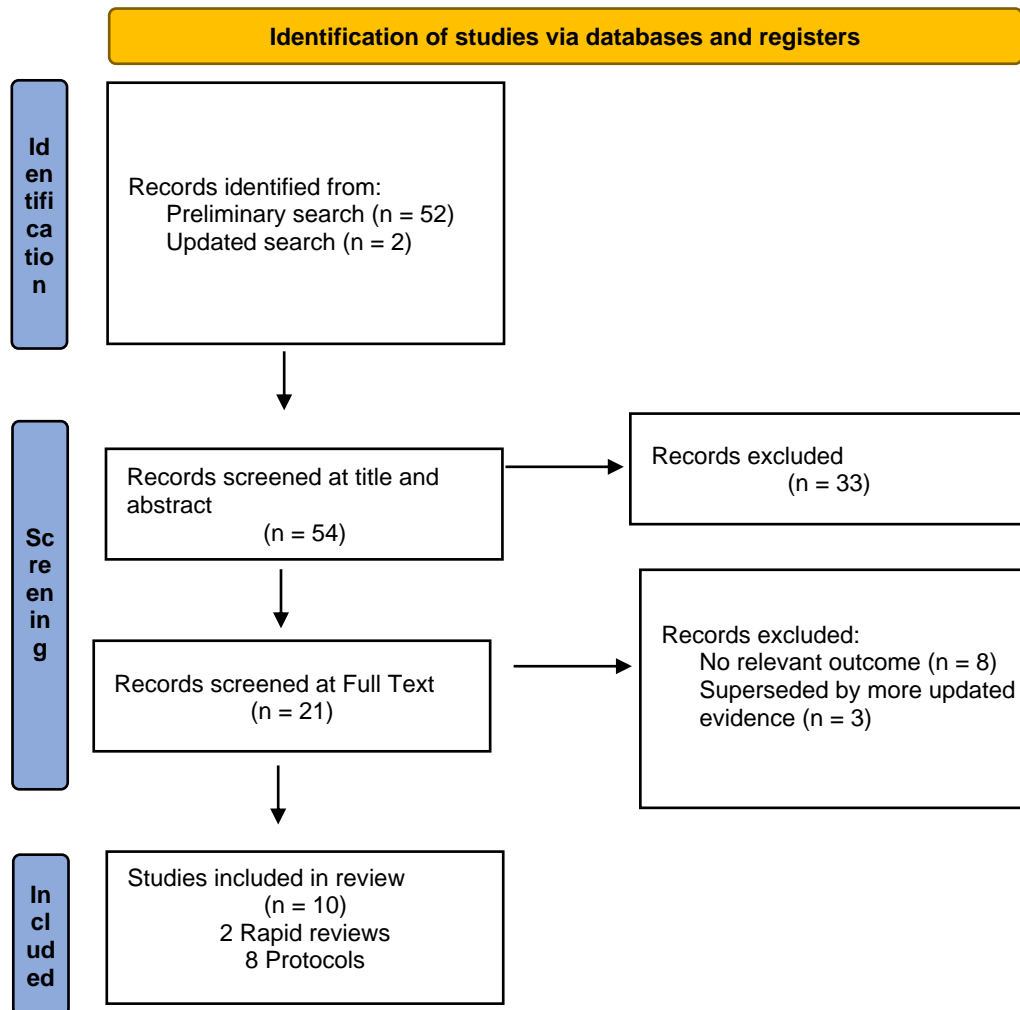 Identification of studies via databases and registers
Id
en
tifi
ca
tio
n
Records identified from:
Preliminary search (n = 52)
Updated search (n = 2)
Sc
re
en
in
g
Records screened at title and
abstract
(n = 54)
Records excluded
(n = 33)
Records screened at Full Text
(n = 21)
Records excluded:
No relevant outcome (n = 8)
Superseded by more updated
evidence (n = 3)
In
cl
ud
ed
Studies included in review
(n = 10)
2 Rapid reviews
8 Protocols